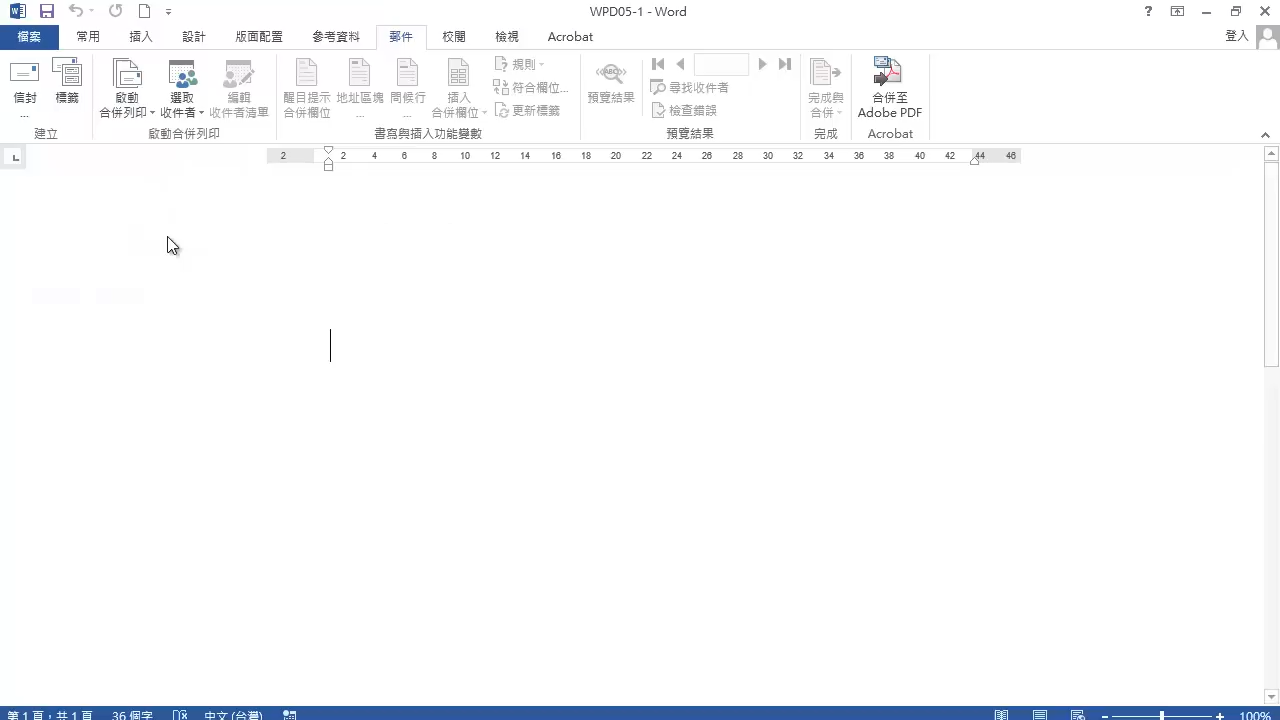 WPD05-1 - Word
檔案 常用 插入 設計 版面配置 參考資料 郵件 校閱 檢視 Acrobat 登入
信封
...
標籤
建立
啟動
合併列印
選取
收件者
編輯
收件者清單
啟動合併列印
醒目提示
合併欄位
地址區塊
...
問候行
...
插入
合併欄位
規則
符合欄位...
更新標籤
書寫與插入功能變數
ABC
預覽結果
尋找收件者
檢查錯誤
預覽結果
完成與
合併
完成
合併至
Adobe PDF
Acrobat
2 2 4 6 8 10 12 14 16 18 20 22 24 26 28 30 32 34 36 38 40 42 44 46
第 1 頁，共 1 頁 36 個字 中文 (台灣) 100%